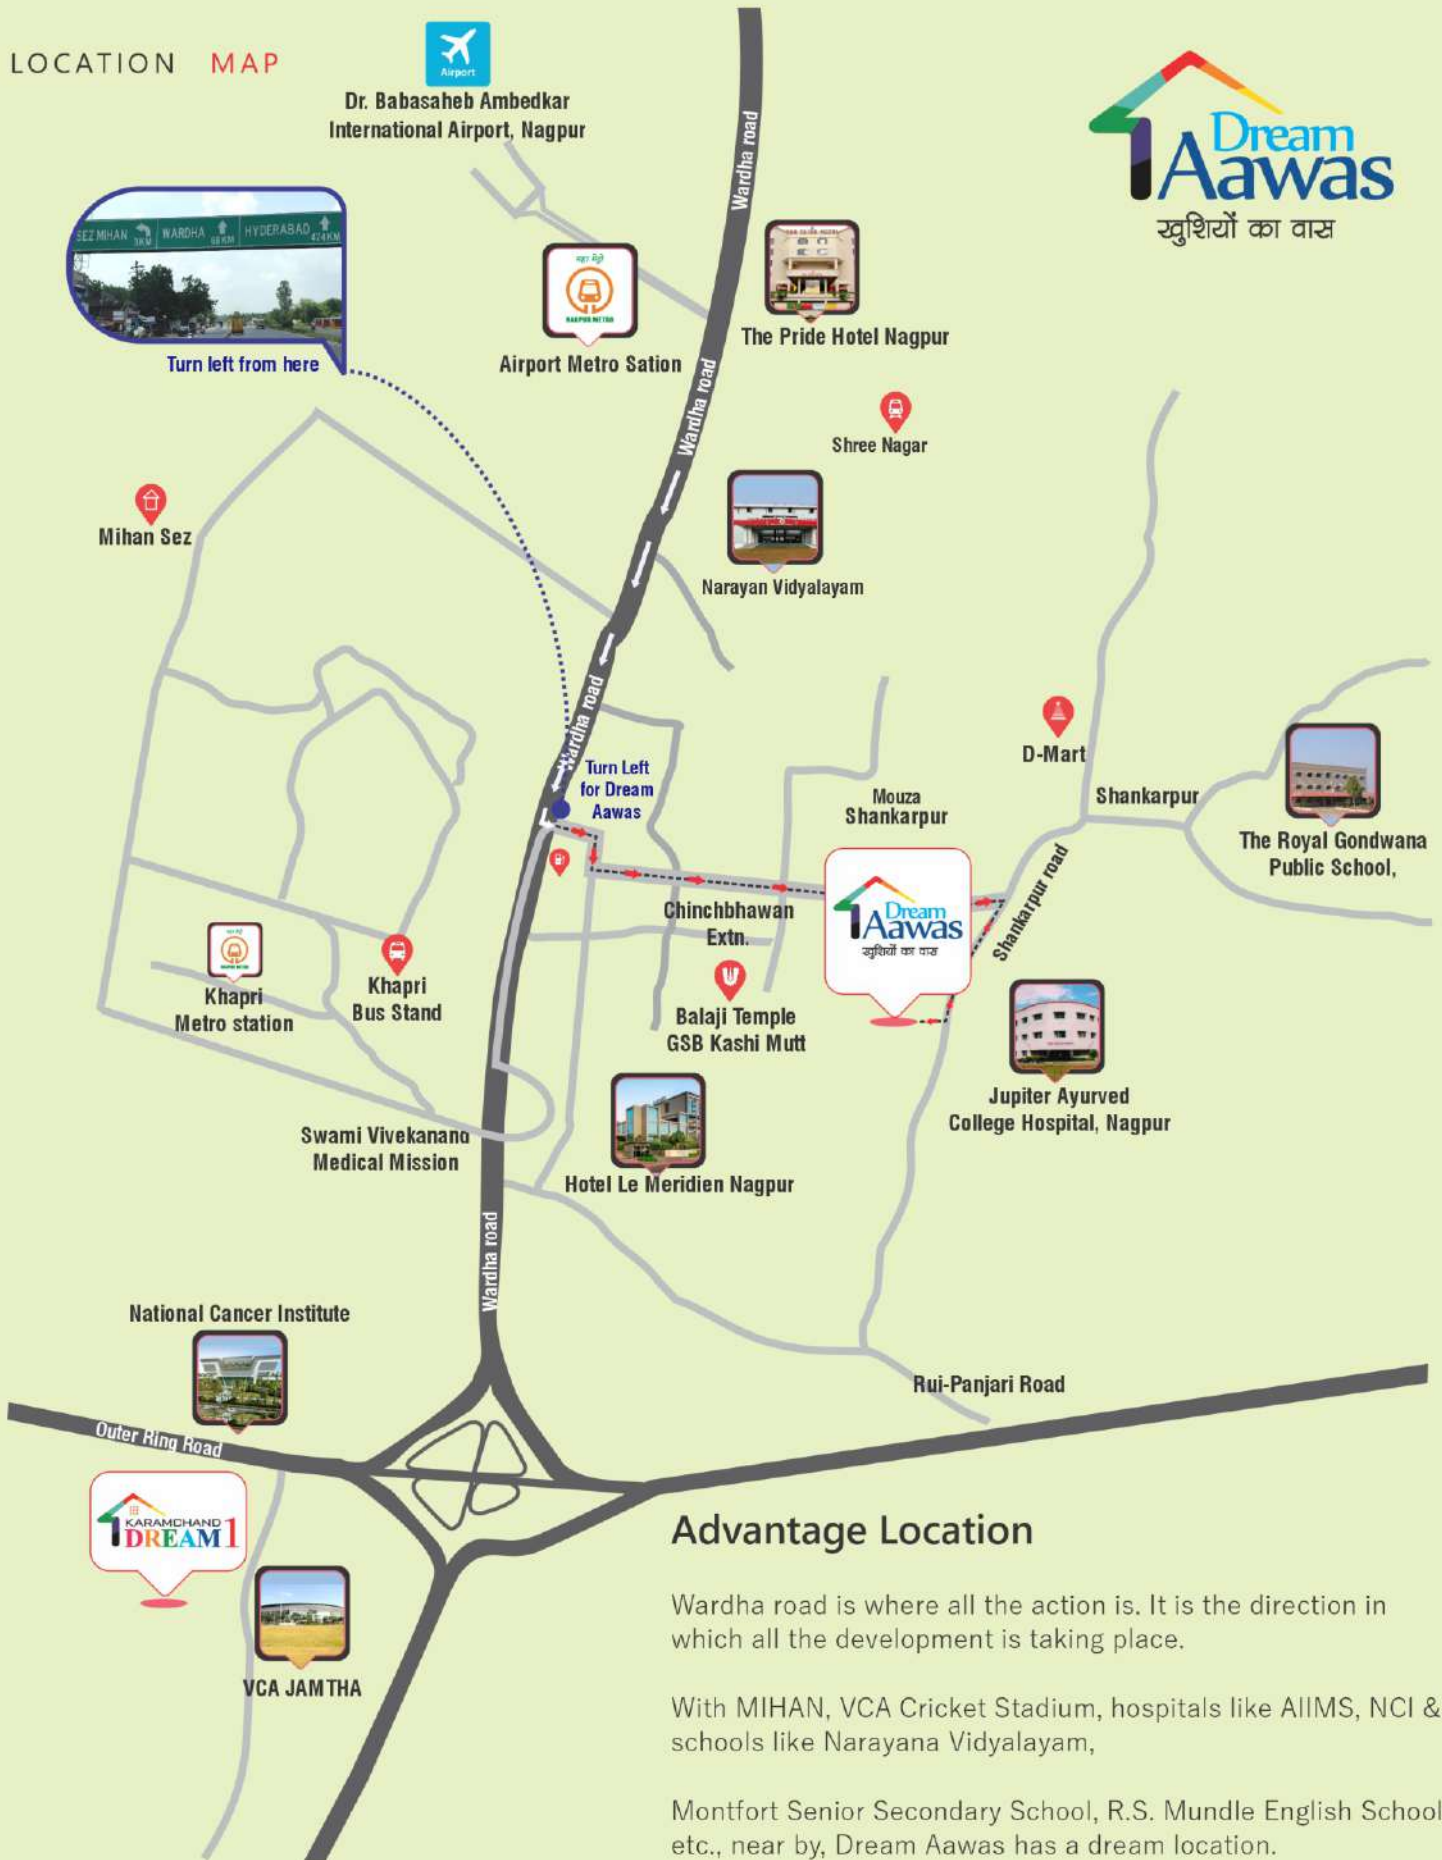 LOCATION MAP
Airport
Dr. Babasaheb Ambedkar
International Airport, Nagpur
Dream
Aawas
खुशियों का वास
Wardha road
SEZ MIHAN 3KM WARDHA 68KM HYDERABAD 474KM
Turn left from here
NAGPUR METRO
Airport Metro Sation
The Pride Hotel Nagpur
Wardha road
Shree Nagar
Mihan Sez
Narayan Vidyalayam
Wardha road
D-Mart
Turn Left
for Dream
Aawas
Mouza
Shankarpur
Shankarpur
The Royal Gondwana
Public School,
Shankarpur road
Chinchbhawan
Extn.
Dream
Aawas
खुशियों का वास
Khapri
Metro station
Khapri
Bus Stand
Balaji Temple
GSB Kashi Mutt
Jupiter Ayurved
College Hospital, Nagpur
Swami Vivekanand
Medical Mission
Hotel Le Meridien Nagpur
Wardha road
National Cancer Institute
Rui-Panjari Road
Outer Ring Road
KARAMCHAND
DREAM 1
VCA JAMTHA
Advantage Location
Wardha road is where all the action is. It is the direction in
which all the development is taking place.
With MIHAN, VCA Cricket Stadium, hospitals like AIIMS, NCI &
schools like Narayana Vidyalayam,
Montfort Senior Secondary School, R.S. Mundle English School
etc., near by, Dream Aawas has a dream location.